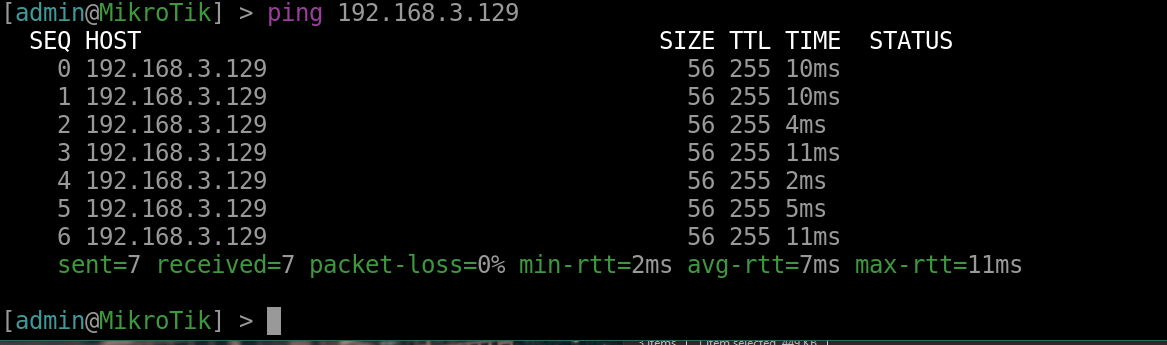 [admin@MikroTik] > ping 192.168.3.129
SEQ HOST SIZE TTL TIME STATUS
0 192.168.3.129 56 255 10ms
1 192.168.3.129 56 255 10ms
2 192.168.3.129 56 255 4ms
3 192.168.3.129 56 255 11ms
4 192.168.3.129 56 255 2ms
5 192.168.3.129 56 255 5ms
6 192.168.3.129 56 255 11ms
sent=7 received=7 packet-loss=0% min-rtt=2ms avg-rtt=7ms max-rtt=11ms
[admin@MikroTik] >
3 items | 1 item selected 449 KB |